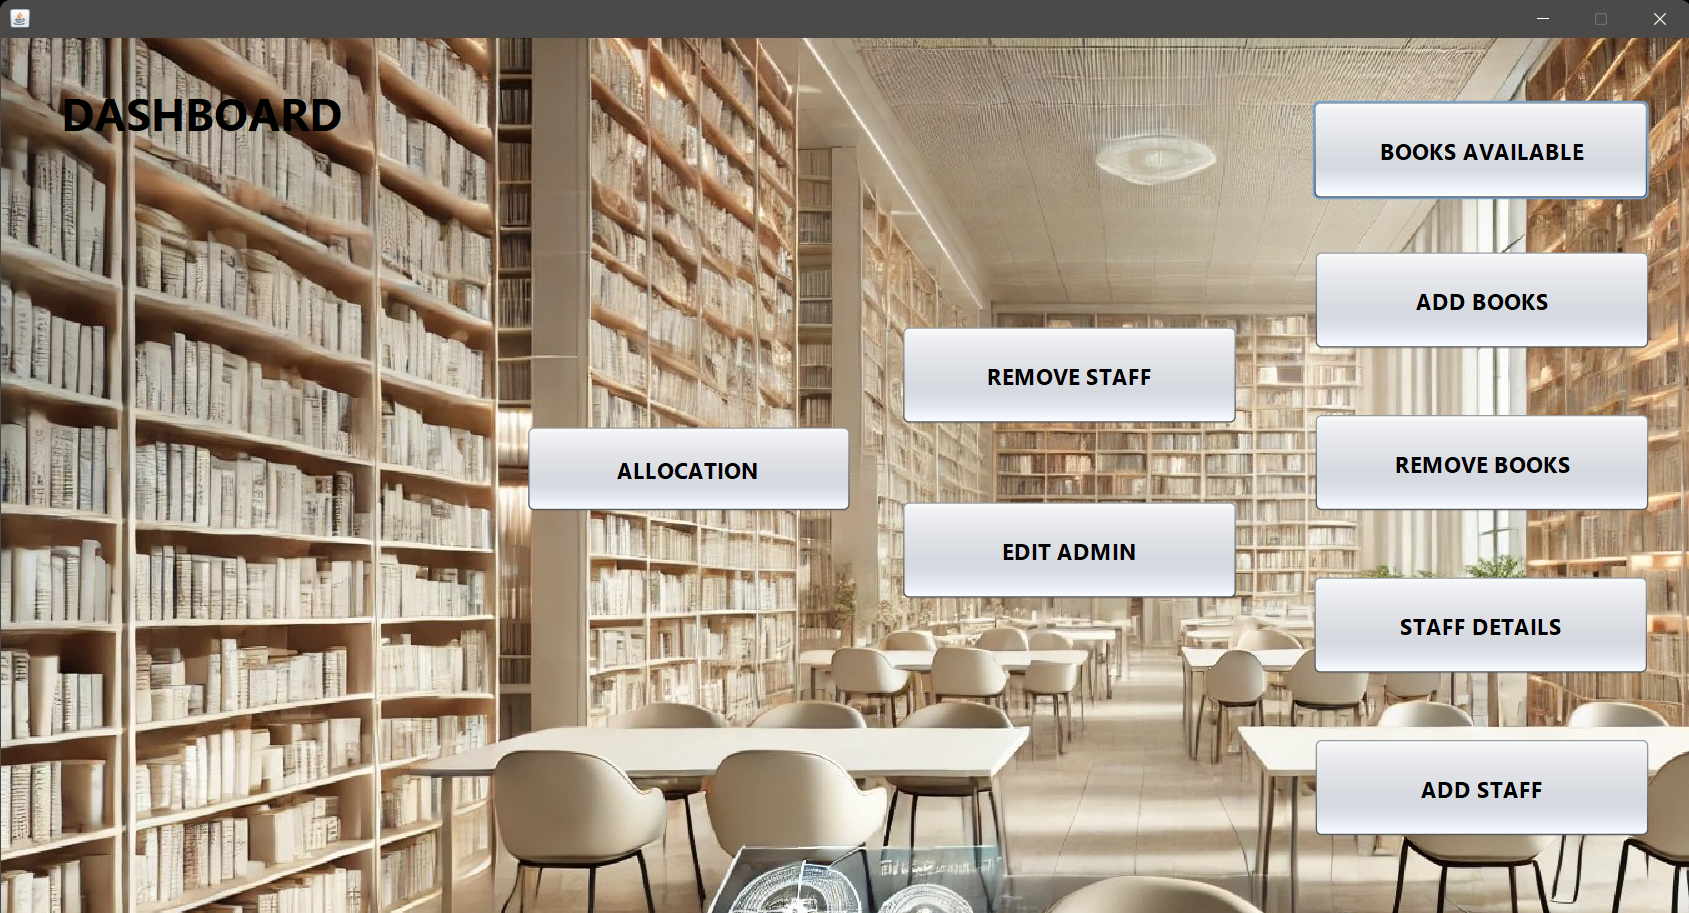 DASHBOARD
BOOKS AVAILABLE
ADD BOOKS
REMOVE STAFF
REMOVE BOOKS
ALLOCATION
EDIT ADMIN
STAFF DETAILS
ADD STAFF